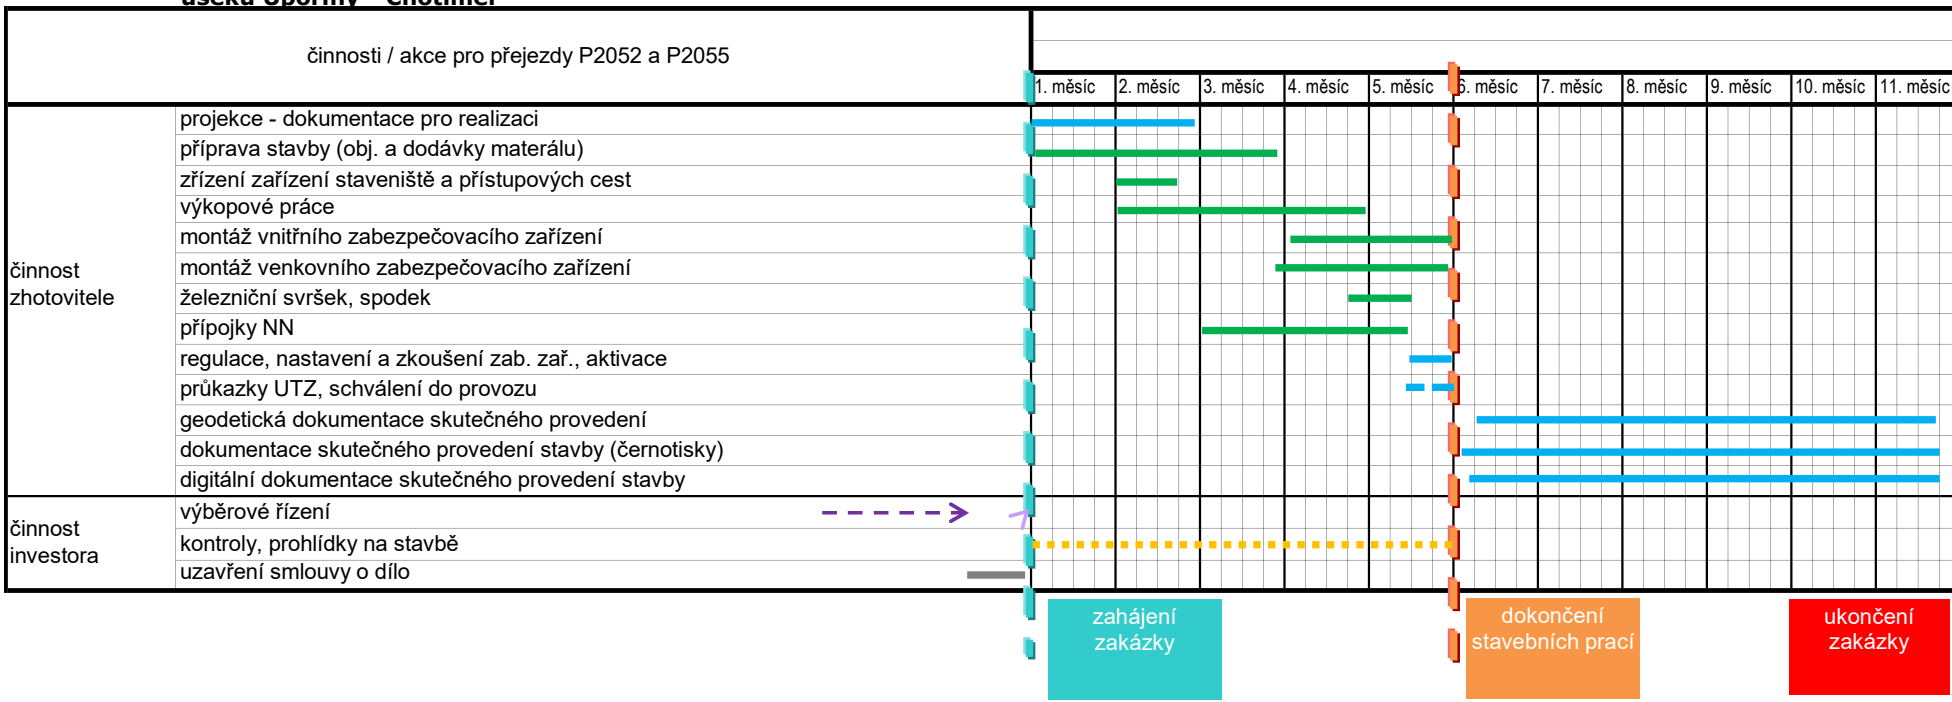 činnosti / akce pro přejezdy P2052 a P2055
1. měsíc 2. měsíc 3. měsíc 4. měsíc 5. měsíc 6. měsíc 7. měsíc 8. měsíc 9. měsíc 10. měsíc 11. měsíc
činnost
zhotovitele
projekce - dokumentace pro realizaci
příprava stavby (obj. a dodávky materálu)
zřízení zařízení staveniště a přístupových cest
výkopové práce
montáž vnitřního zabezpečovacího zařízení
montáž venkovního zabezpečovacího zařízení
železniční svršek, spodek
přípojky NN
regulace, nastavení a zkoušení zab. zař., aktivace
průkazky UTZ, schválení do provozu
geodetická dokumentace skutečného provedení
dokumentace skutečného provedení stavby (černotisky)
digitální dokumentace skutečného provedení stavby
činnost
investora
výběrové řízení
kontroly, prohlídky na stavbě
uzavření smlouvy o dílo
zahájení
zakázky
dokončení
stavebních prací
ukončení
zakázky